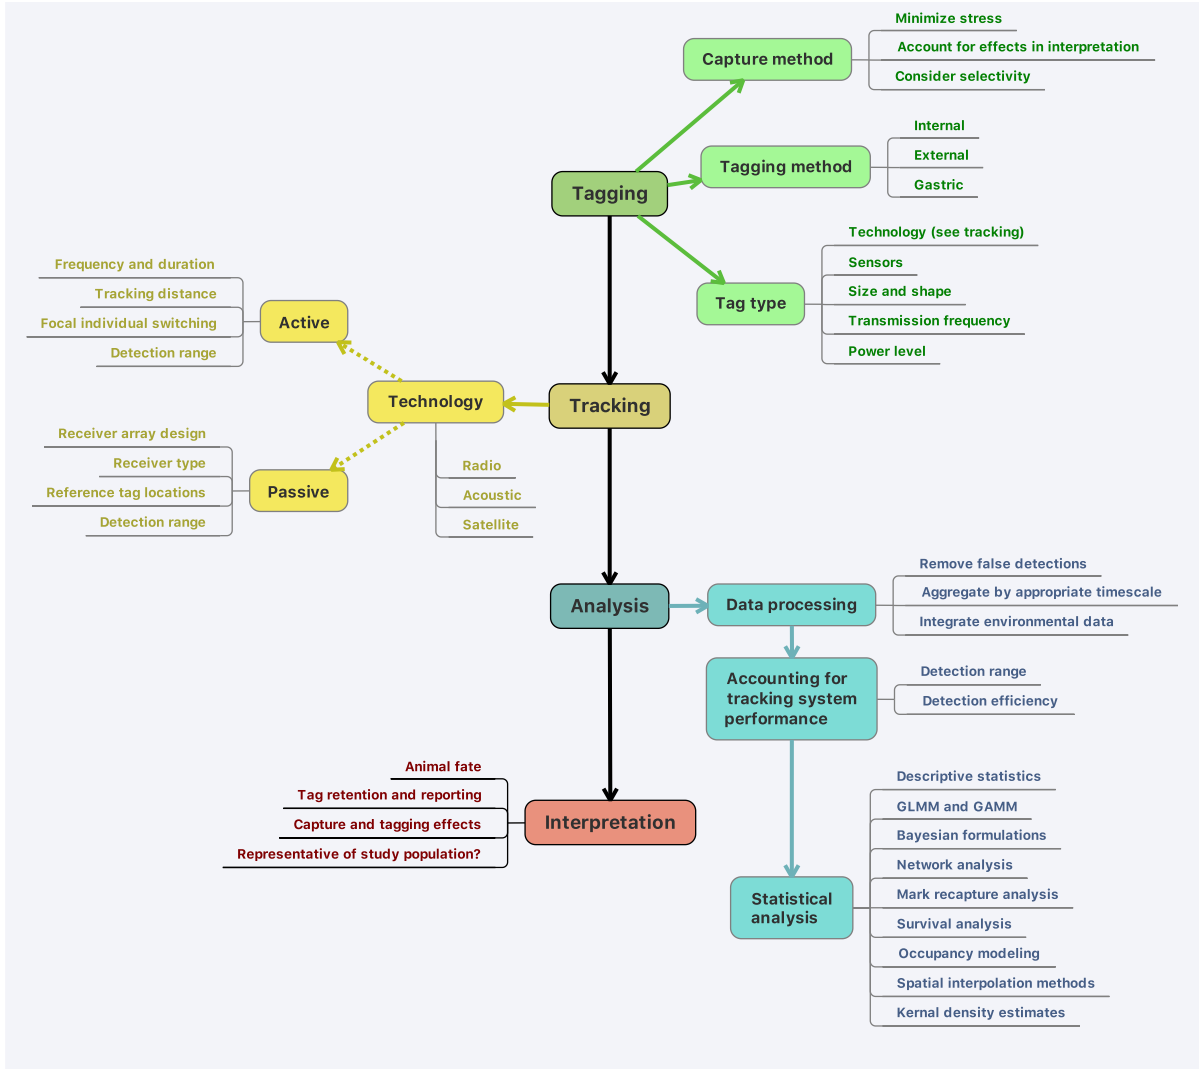 Minimize stress
Capture method
Account for effects in interpretation
Consider selectivity
Internal
Tagging method
External
Gastric
Tagging
Technology (see tracking)
Sensors
Tag type
Size and shape
Transmission frequency
Power level
Frequency and duration
Tracking distance
Active
Focal individual switching
Detection range
Technology
Tracking
Receiver array design
Receiver type
Passive
Reference tag locations
Detection range
Radio
Acoustic
Satellite
Analysis
Data processing
Remove false detections
Aggregate by appropriate timescale
Integrate environmental data
Accounting for
tracking system
performance
Detection range
Detection efficiency
Animal fate
Tag retention and reporting
Capture and tagging effects
Representative of study population?
Interpretation
Statistical
analysis
Descriptive statistics
GLMM and GAMM
Bayesian formulations
Network analysis
Mark recapture analysis
Survival analysis
Occupancy modeling
Spatial interpolation methods
Kernal density estimates